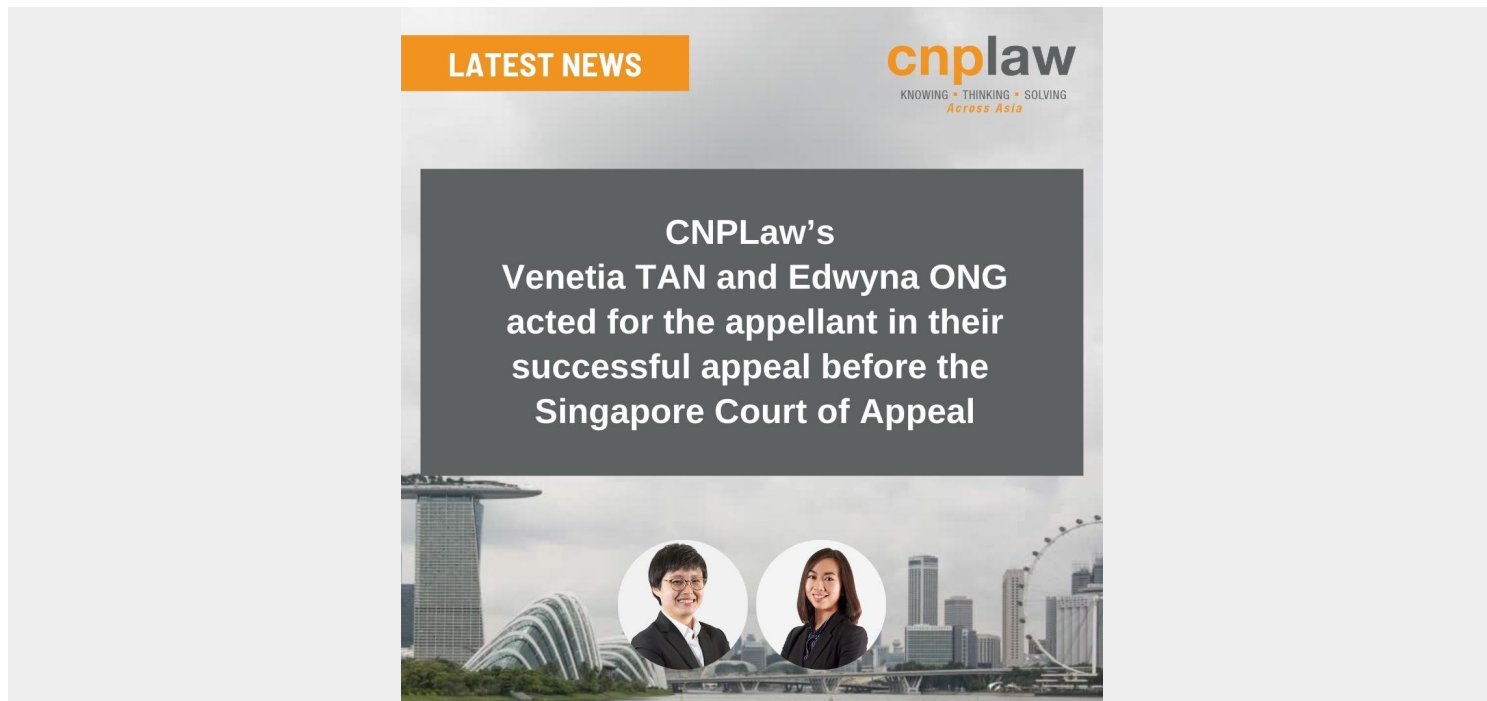 LATEST NEWS
cnplaw
KNOWING • THINKING • SOLVING
Across Asia
CNPLaw’s
Venetia TAN and Edwyna ONG
acted for the appellant in their
successful appeal before the
Singapore Court of Appeal